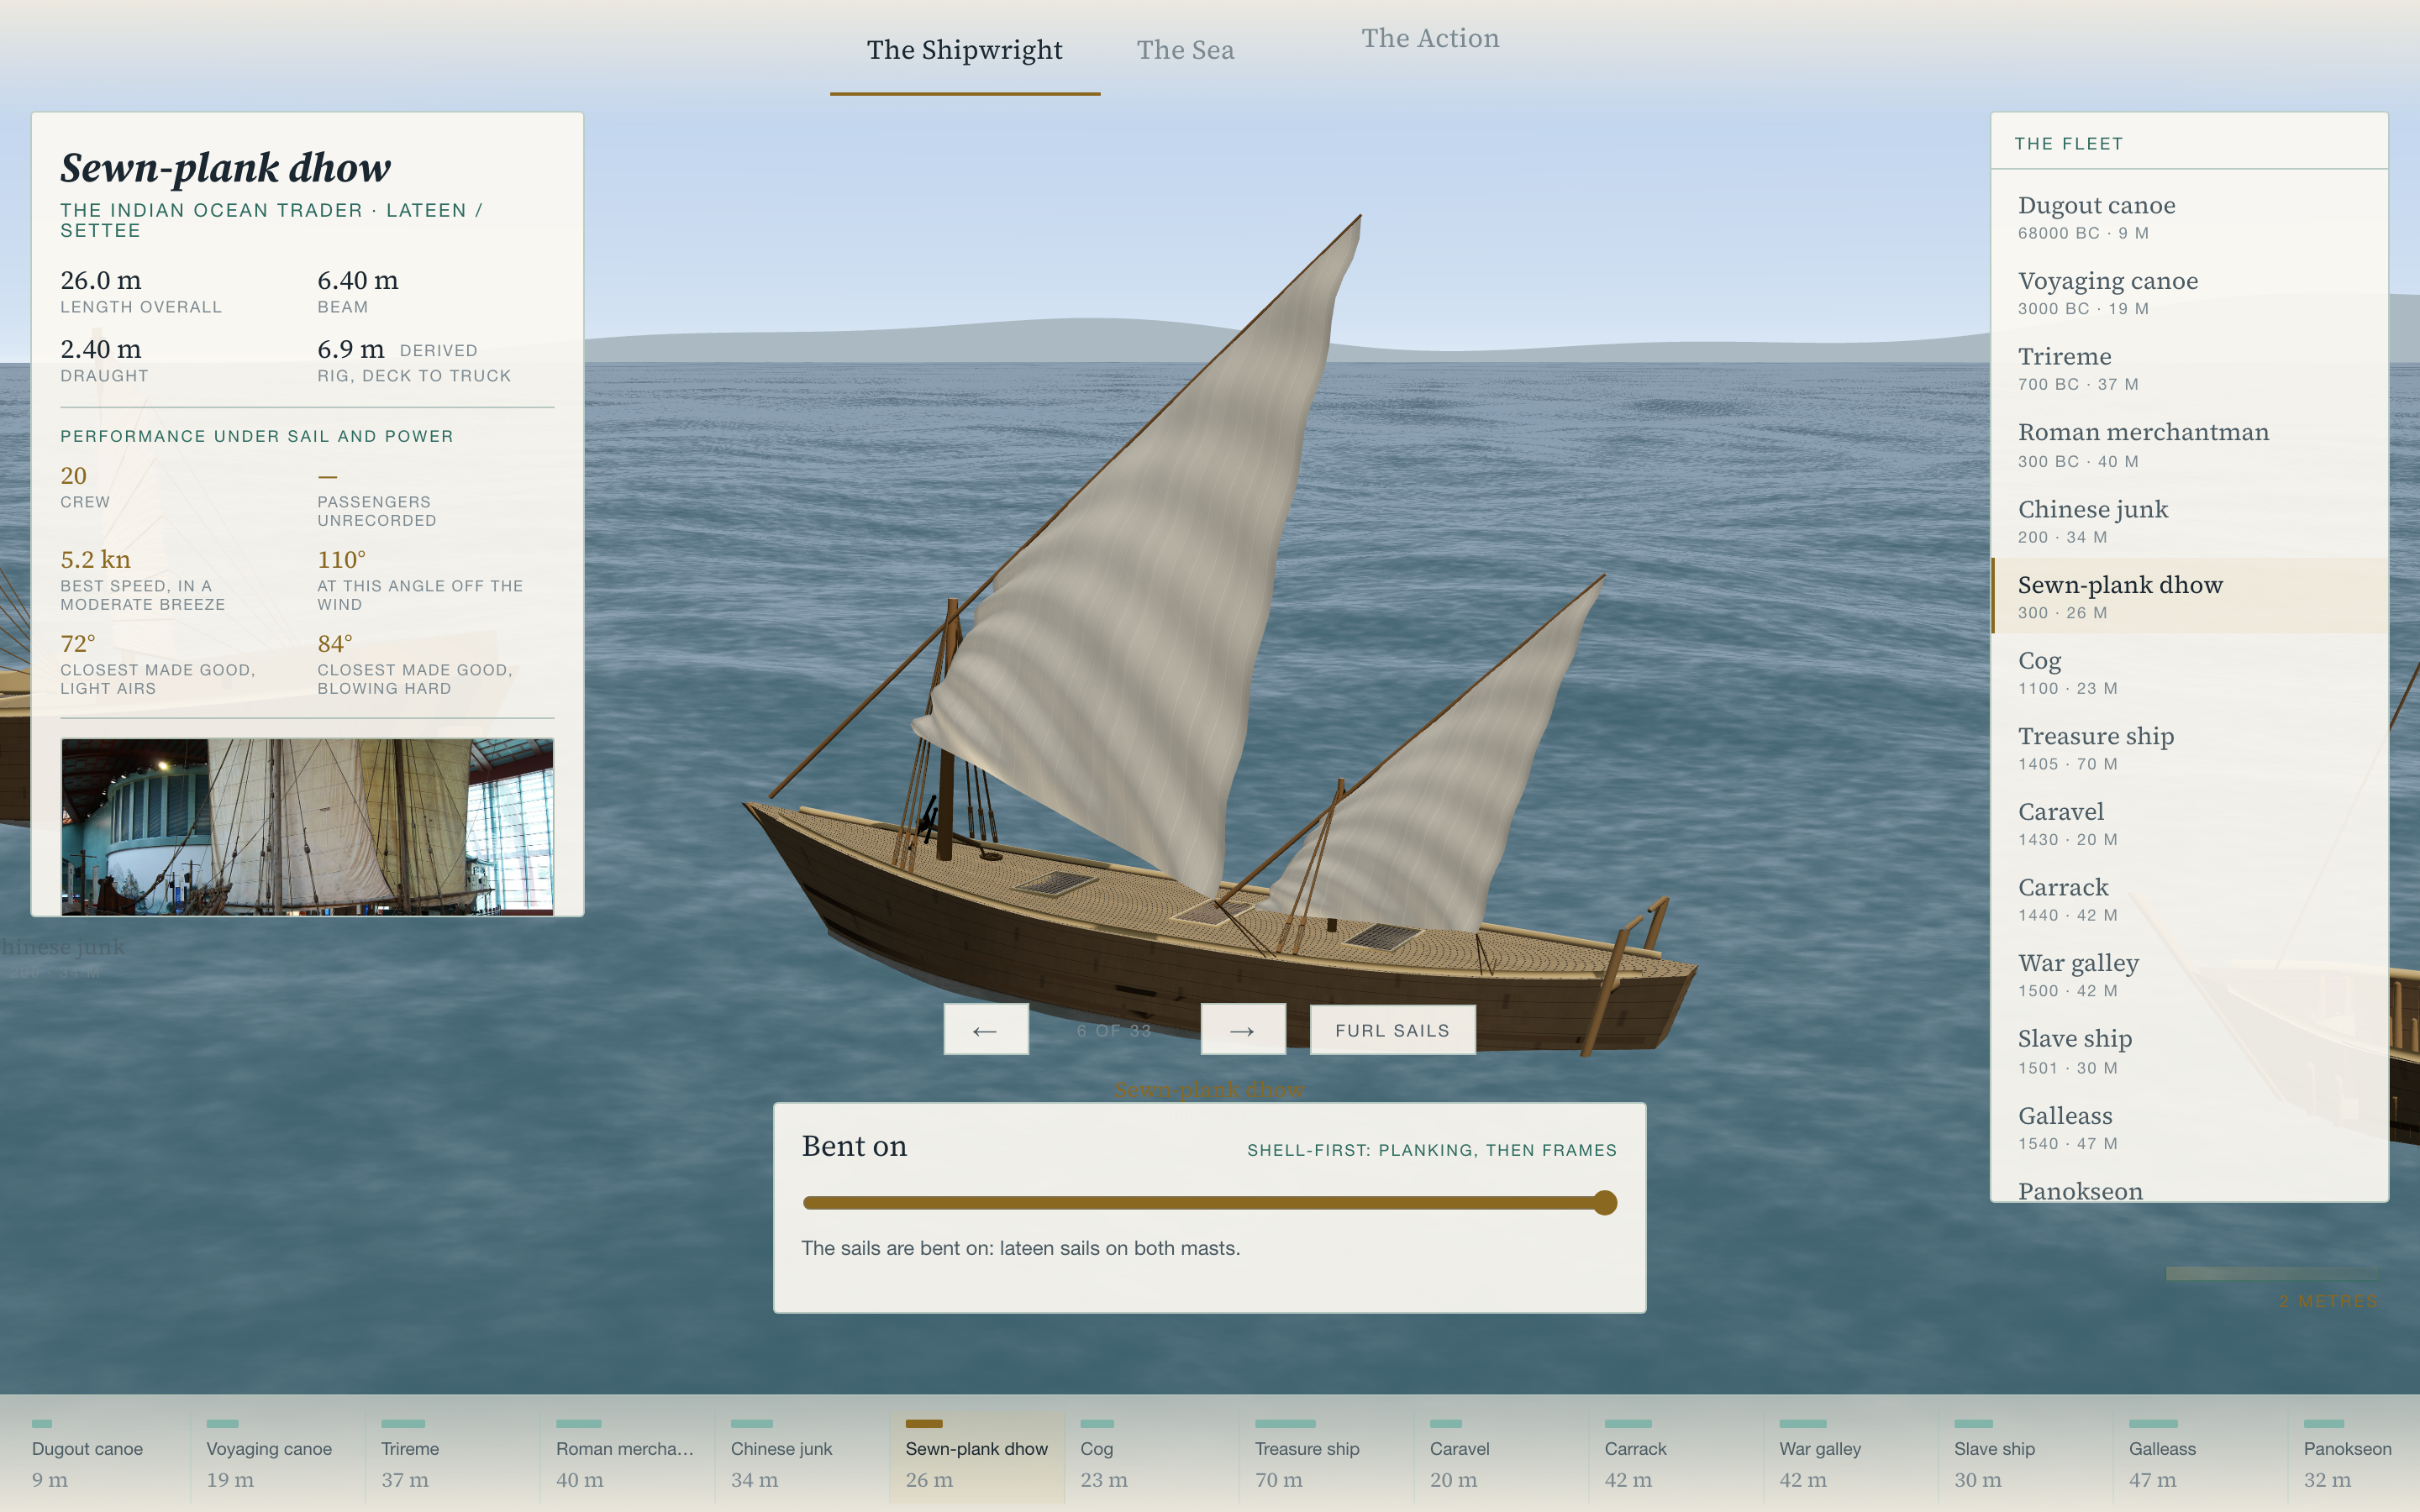 The Shipwright
The Sea
The Action
Sewn-plank dhow
THE INDIAN OCEAN TRADER · LATEEN /
SETTEE
26.0 m
LENGTH OVERALL
6.40 m
BEAM
2.40 m
DRAUGHT
6.9 m DERIVED
RIG, DECK TO TRUCK
PERFORMANCE UNDER SAIL AND POWER
20
CREW
—
PASSENGERS
UNRECORDED
5.2 kn
BEST SPEED, IN A
MODERATE BREEZE
110°
AT THIS ANGLE OFF THE
WIND
72°
CLOSEST MADE GOOD,
LIGHT AIRS
84°
CLOSEST MADE GOOD,
BLOWING HARD
hinese junk
200 · 34 M
←
6 OF 33
→
FURL SAILS
Sewn-plank dhow
Bent on
SHELL-FIRST: PLANKING, THEN FRAMES
The sails are bent on: lateen sails on both masts.
THE FLEET
Dugout canoe
68000 BC · 9 M
Voyaging canoe
3000 BC · 19 M
Trireme
700 BC · 37 M
Roman merchantman
300 BC · 40 M
Chinese junk
200 · 34 M
Sewn-plank dhow
300 · 26 M
Cog
1100 · 23 M
Treasure ship
1405 · 70 M
Caravel
1430 · 20 M
Carrack
1440 · 42 M
War galley
1500 · 42 M
Slave ship
1501 · 30 M
Galleass
1540 · 47 M
Panokseon
2 METRES
Dugout canoe
9 m
Voyaging canoe
19 m
Trireme
37 m
Roman mercha…
40 m
Chinese junk
34 m
Sewn-plank dhow
26 m
Cog
23 m
Treasure ship
70 m
Caravel
20 m
Carrack
42 m
War galley
42 m
Slave ship
30 m
Galleass
47 m
Panokseon
32 m